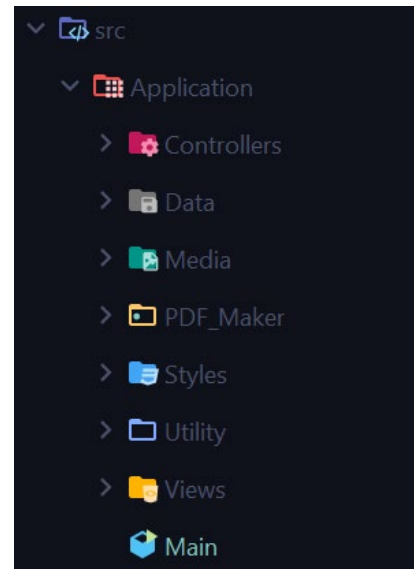 src
Application
Controllers
Data
Media
PDF_Maker
Styles
Utility
Views
Main